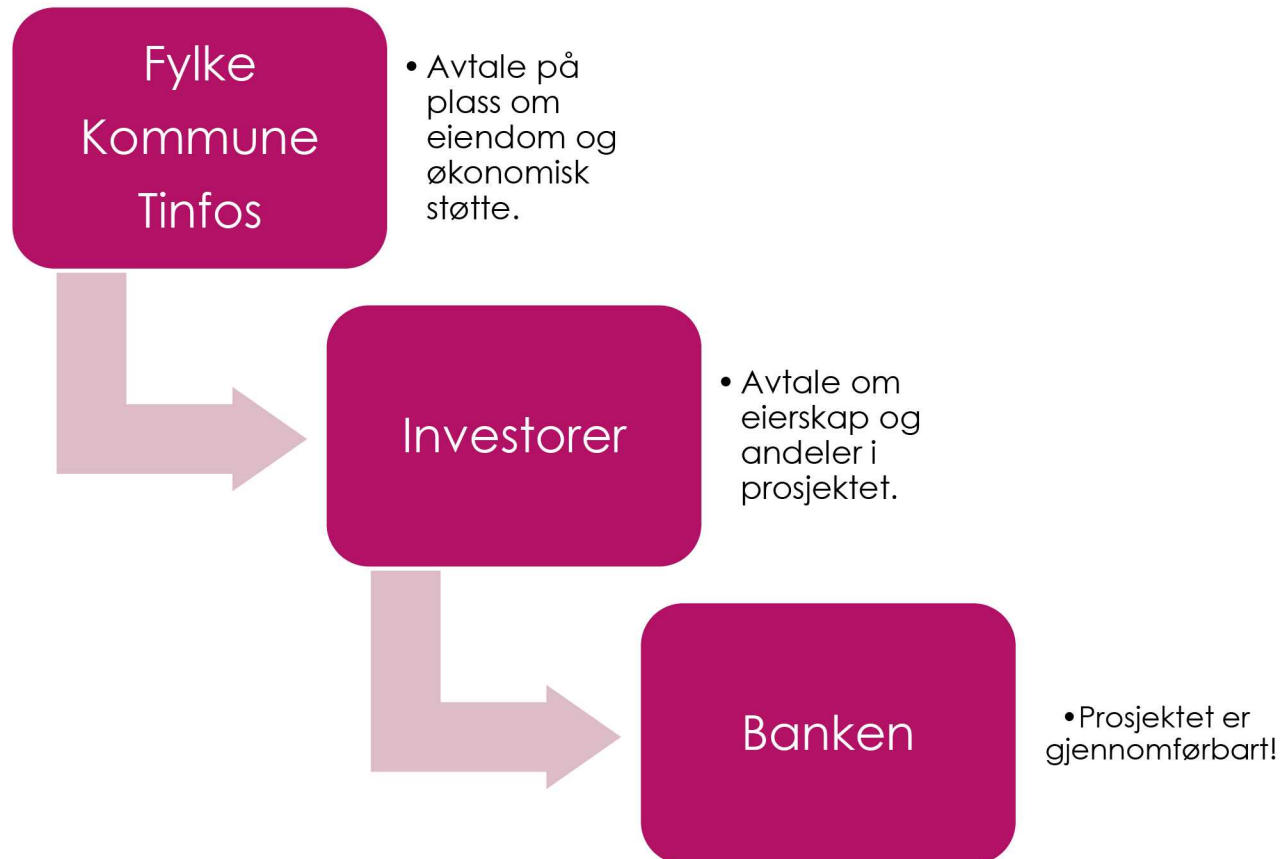 Fylke
Kommune
Tinfos
• Avtale på
plass om
eiendom og
økonomisk
støtte.
Investorer
• Avtale om
eierskap og
andeler i
prosjektet.
Banken
•Prosjektet er
gjennomførbart!